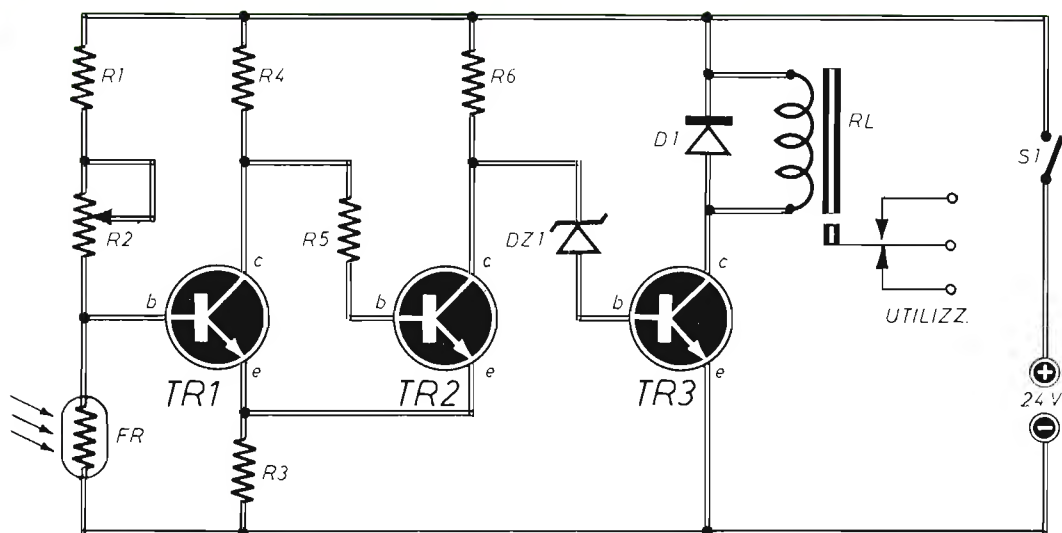 R1
R4
R6
D1
RL
S1
R2
R5
DZ1
c
c
c
b
b
b
UTILIZZ.
e
e
e
TR1
TR2
TR3
+
24 V
−
FR
R3